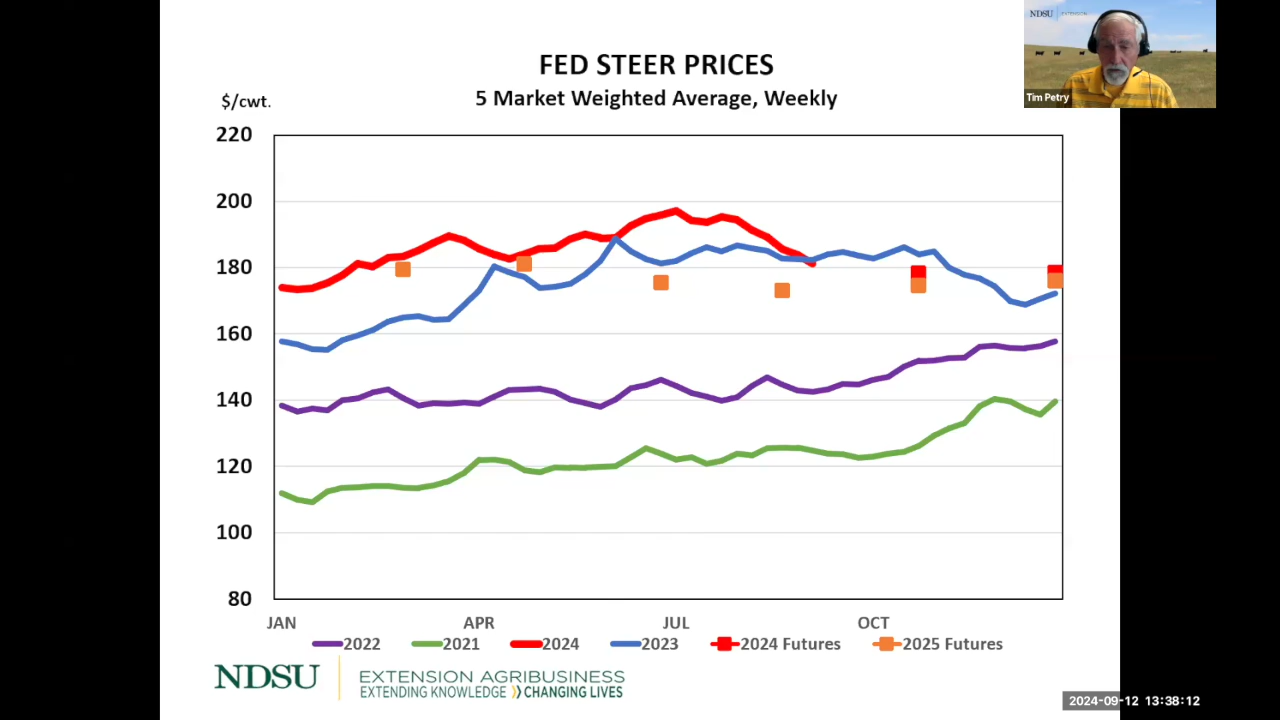 NDSU EXTENSION
Tim Petry
FED STEER PRICES
5 Market Weighted Average, Weekly
$/cwt.
220
200
180
160
140
120
100
80
JAN APR JUL OCT
2022 2021 2024 2023 2024 Futures 2025 Futures
NDSU EXTENSION AGRIBUSINESS
EXTENDING KNOWLEDGE CHANGING LIVES
2024-09-12 13:38:12